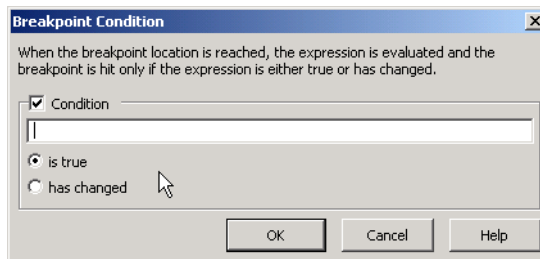 Breakpoint Condition
When the breakpoint location is reached, the expression is evaluated and the
breakpoint is hit only if the expression is either true or has changed.
Condition
is true
has changed
OK Cancel Help